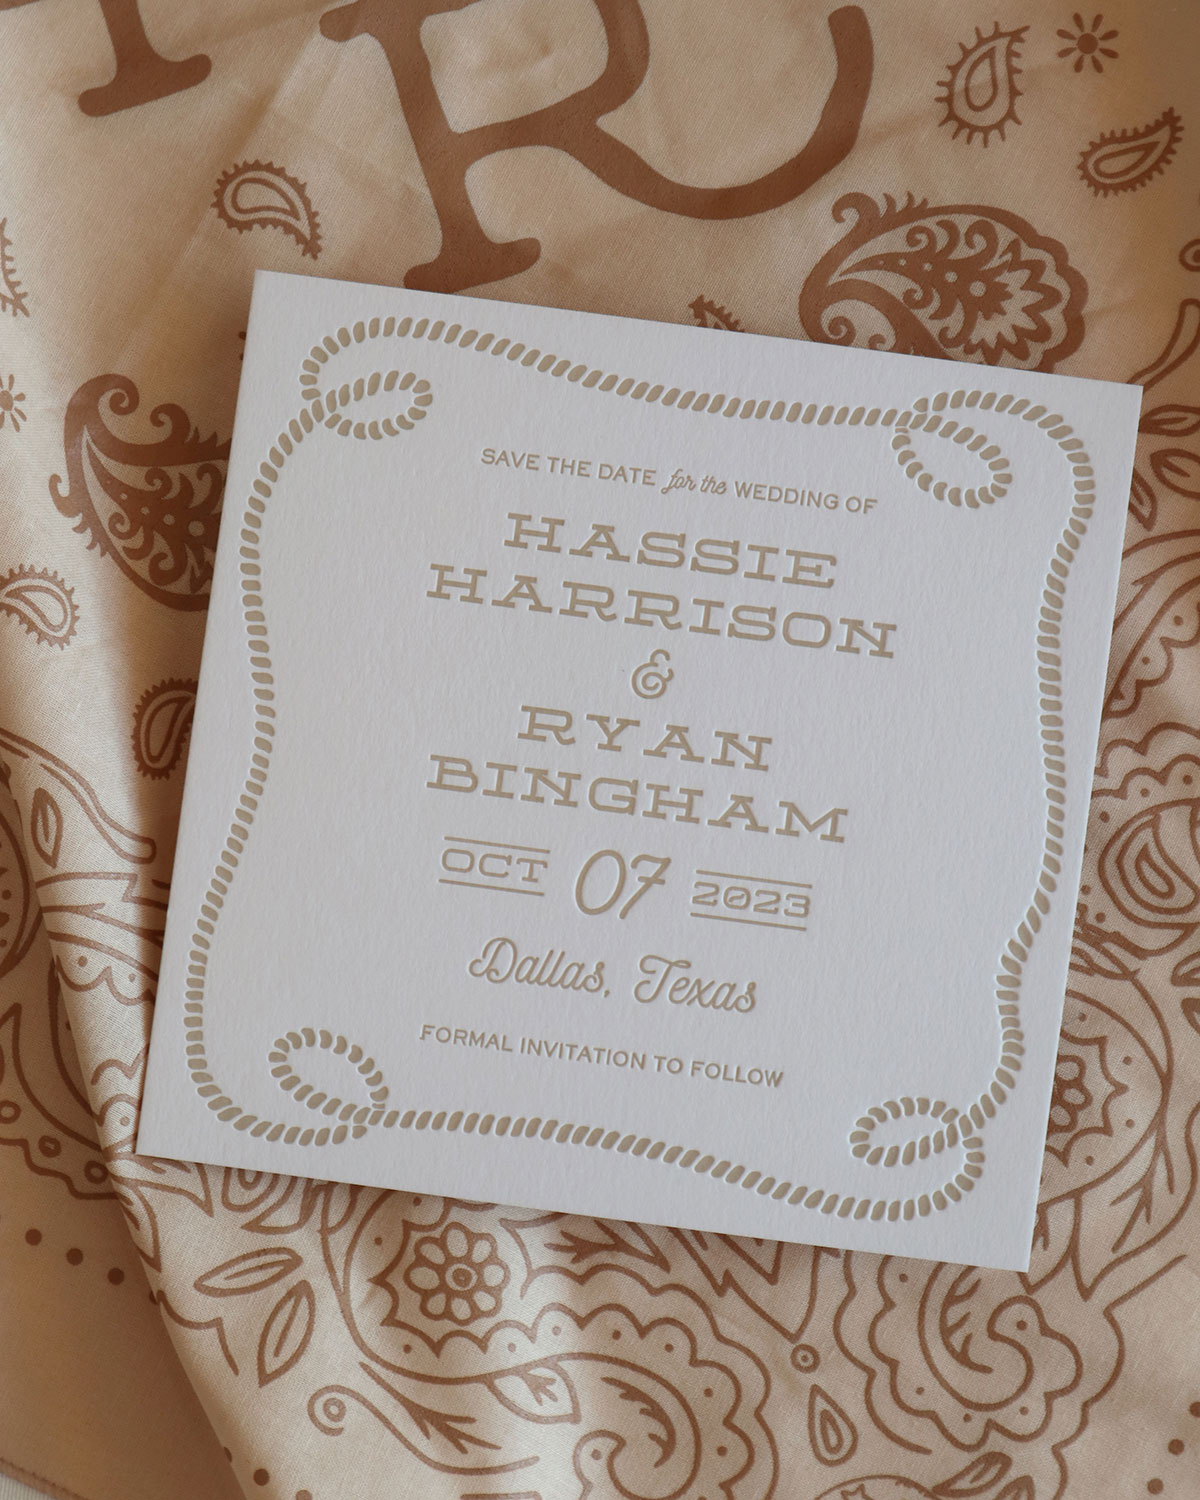 R
SAVE THE DATE for the WEDDING OF
HASSIE
HARRISON
&
RYAN
BINGHAM
OCT 07 2023
Dallas, Texas
FORMAL INVITATION TO FOLLOW